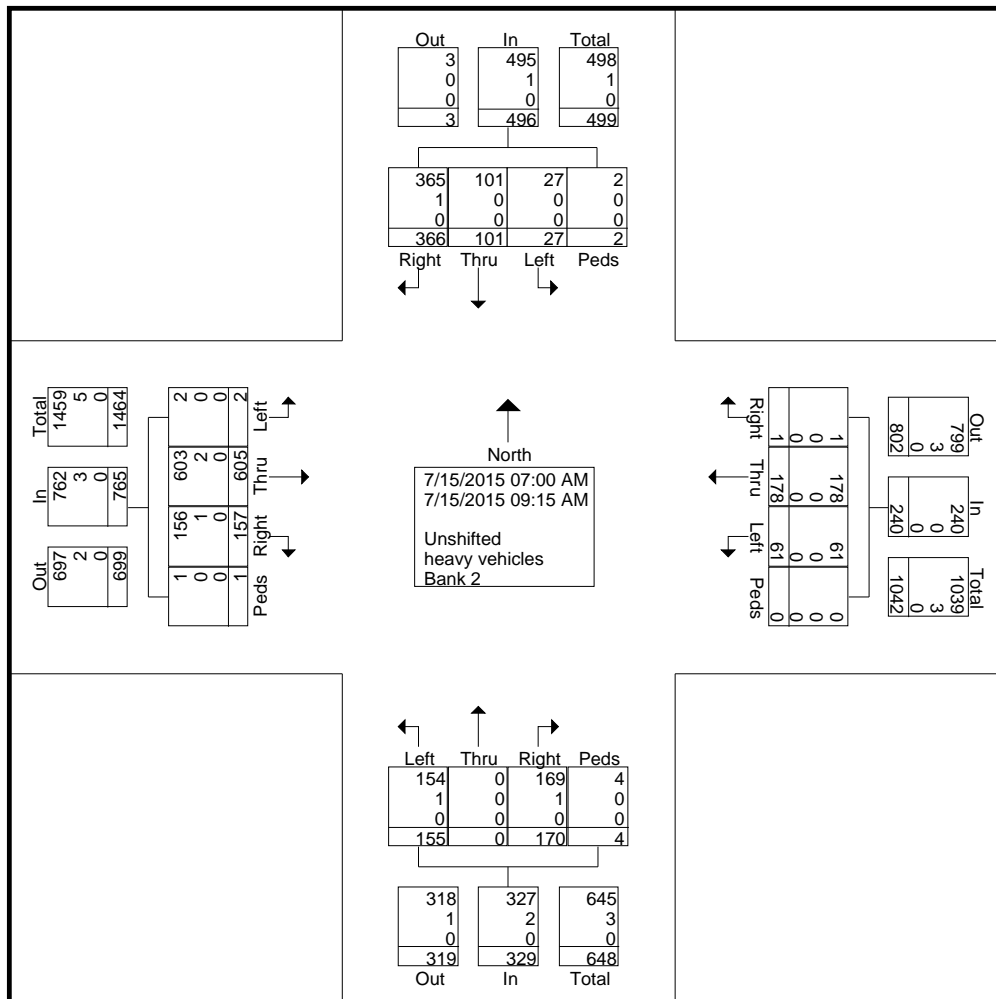 Out In Total
3 495 498
0 1 1
0 0 0
3 496 499
365 101 27 2
1 0 0 0
0 0 0 0
366 101 27 2
Right Thru Left Peds
Total
1459 5 0 1464
In
762 3 0 765
Out
697 2 0 699
2 0 0 2
Left
603 2 0 605
Thru
156 1 0 157
Right
1 0 0 1
Peds
North
7/15/2015 07:00 AM
7/15/2015 09:15 AM
Unshifted
heavy vehicles
Bank 2
Right
1 0 0 1
Thru
178 0 0 178
Left
61 0 0 61
Peds
0 0 0 0
Out
799 3 0 802
In
240 0 0 240
Total
1039 3 0 1042
Left Thru Right Peds
154 0 169 4
1 0 1 0
0 0 0 0
155 0 170 4
318 327 645
1 2 3
0 0 0
319 329 648
Out In Total